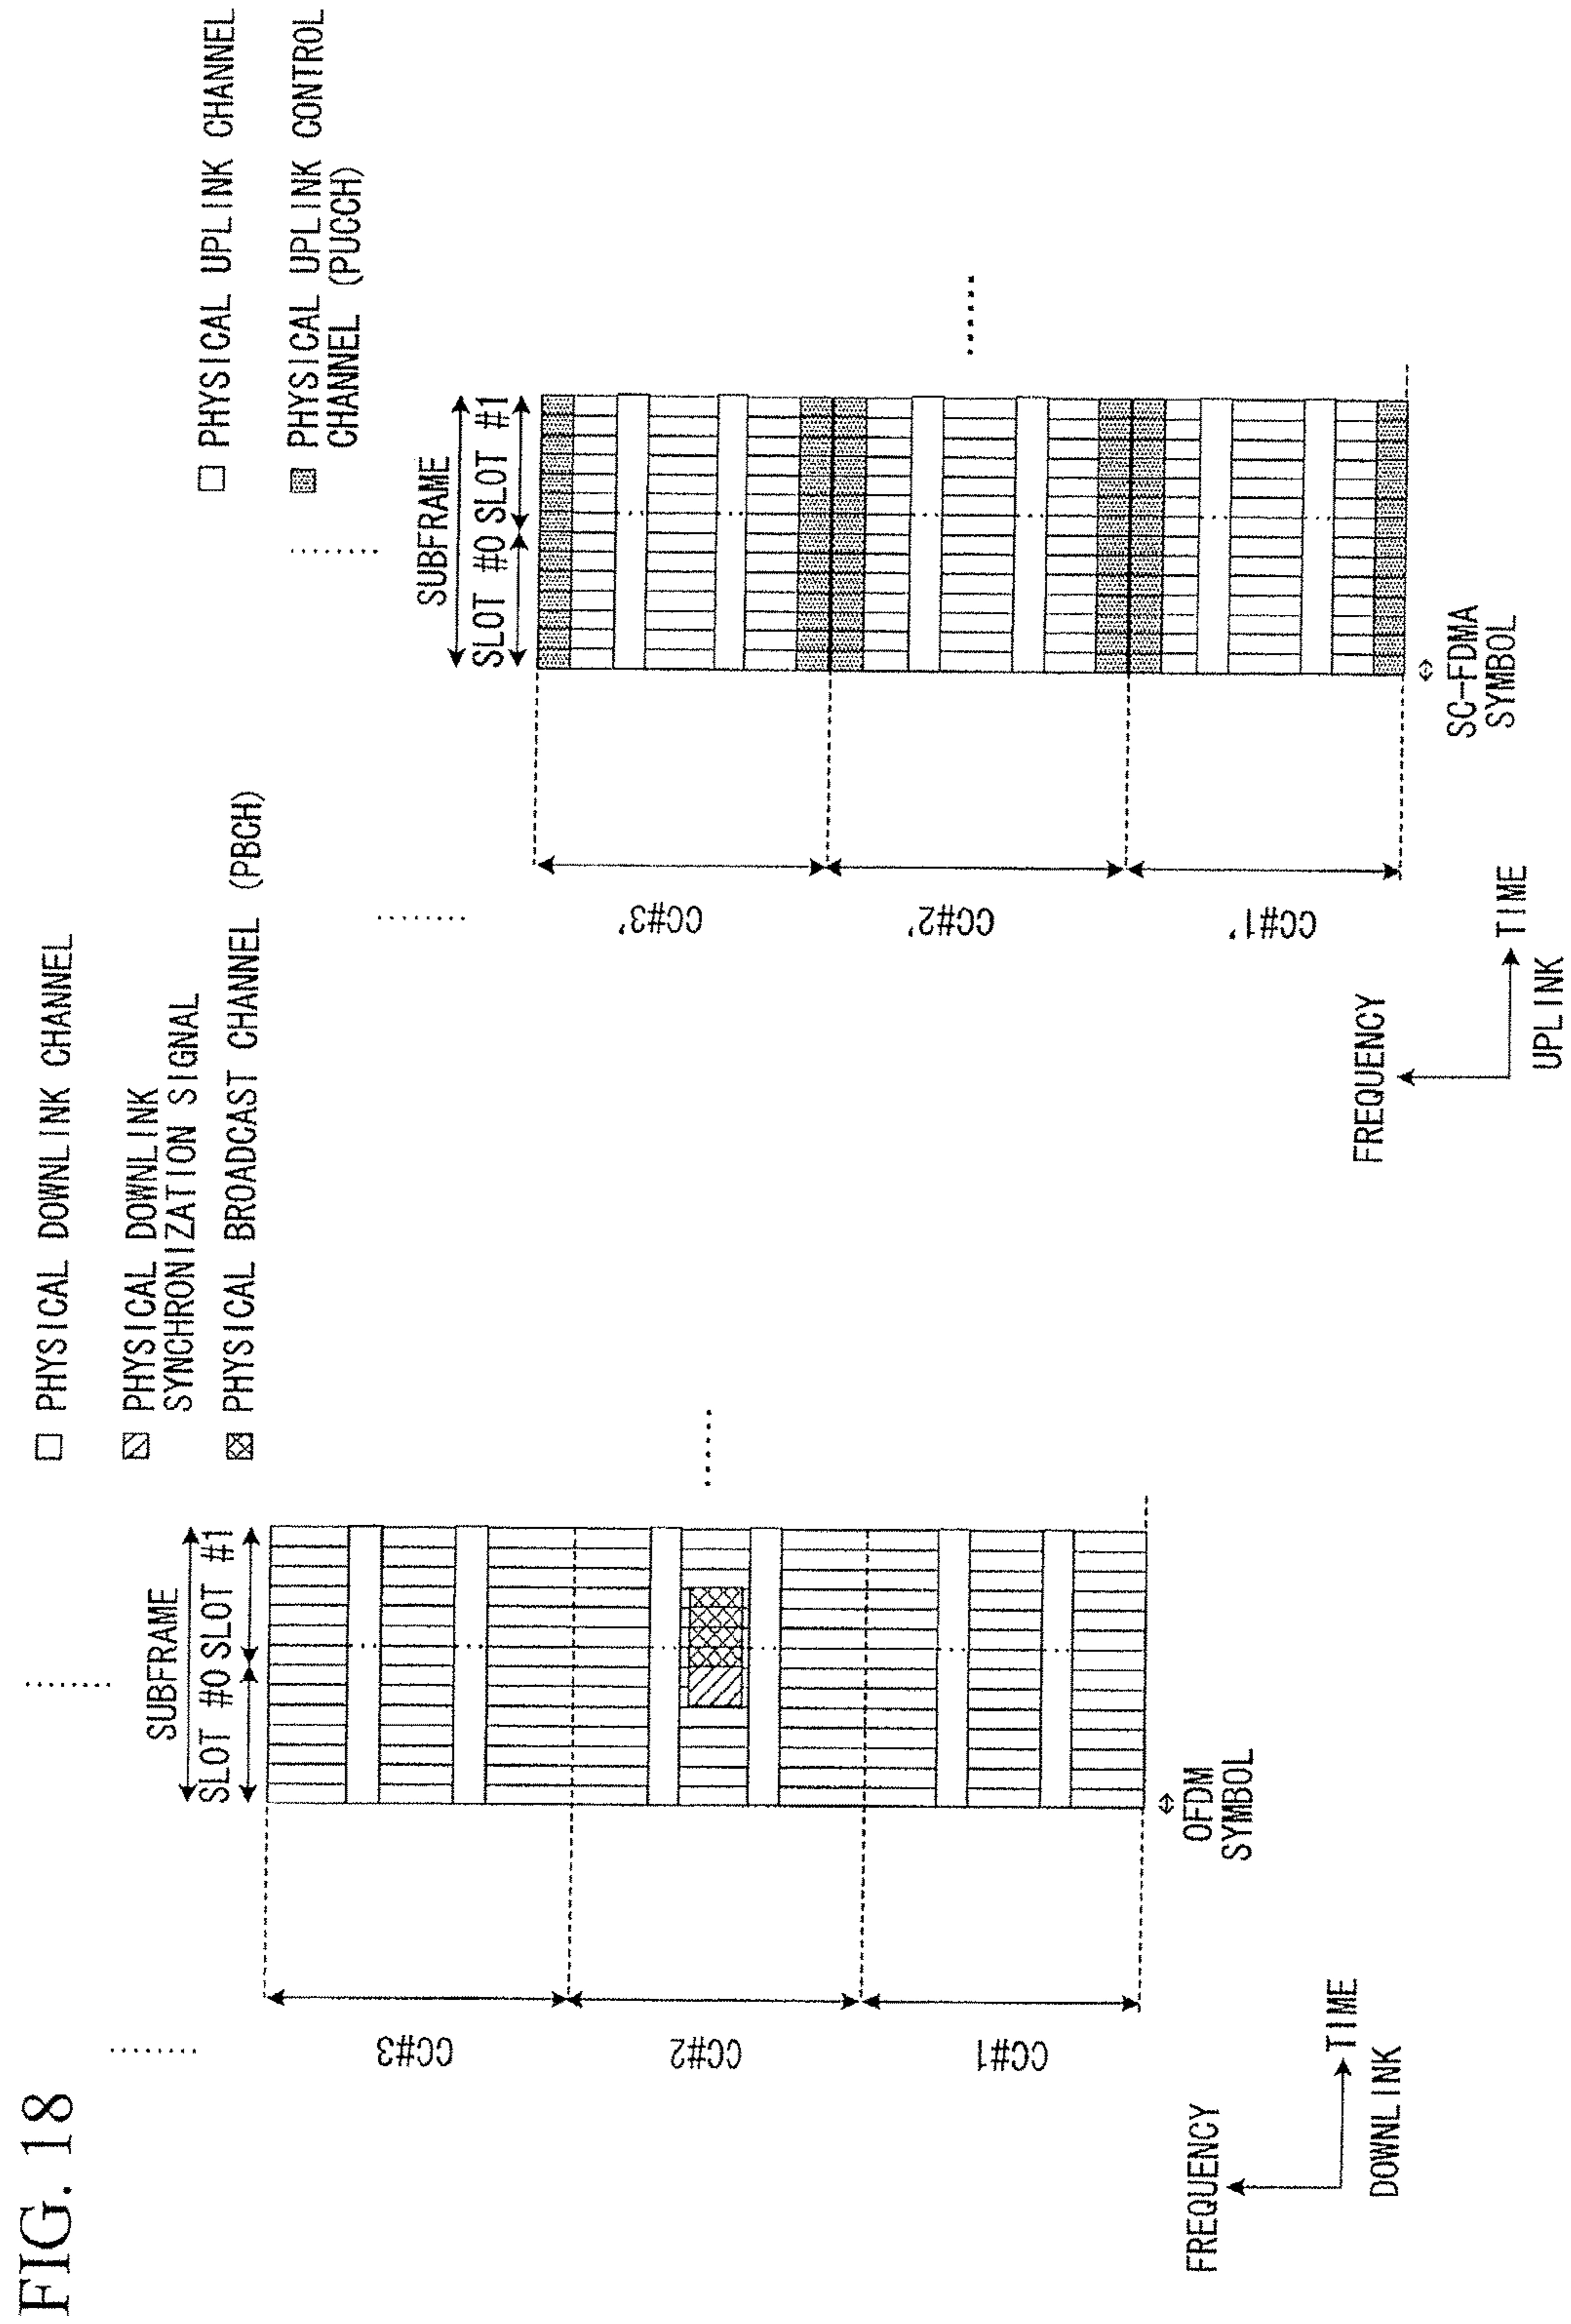 FIG. 18
PHYSICAL DOWNLINK CHANNEL
PHYSICAL DOWNLINK
SYNCHRONIZATION SIGNAL
PHYSICAL BROADCAST CHANNEL (PBCH)
SUBFRAME
SLOT #0 SLOT #1
CC#3
CC#2
CC#1
OFDM
SYMBOL
FREQUENCY
TIME
DOWNLINK
PHYSICAL UPLINK CHANNEL
PHYSICAL UPLINK CONTROL
CHANNEL (PUCCH)
SUBFRAME
SLOT #0 SLOT #1
CC#3'
CC#2'
CC#1'
SC-FDMA
SYMBOL
FREQUENCY
TIME
UPLINK